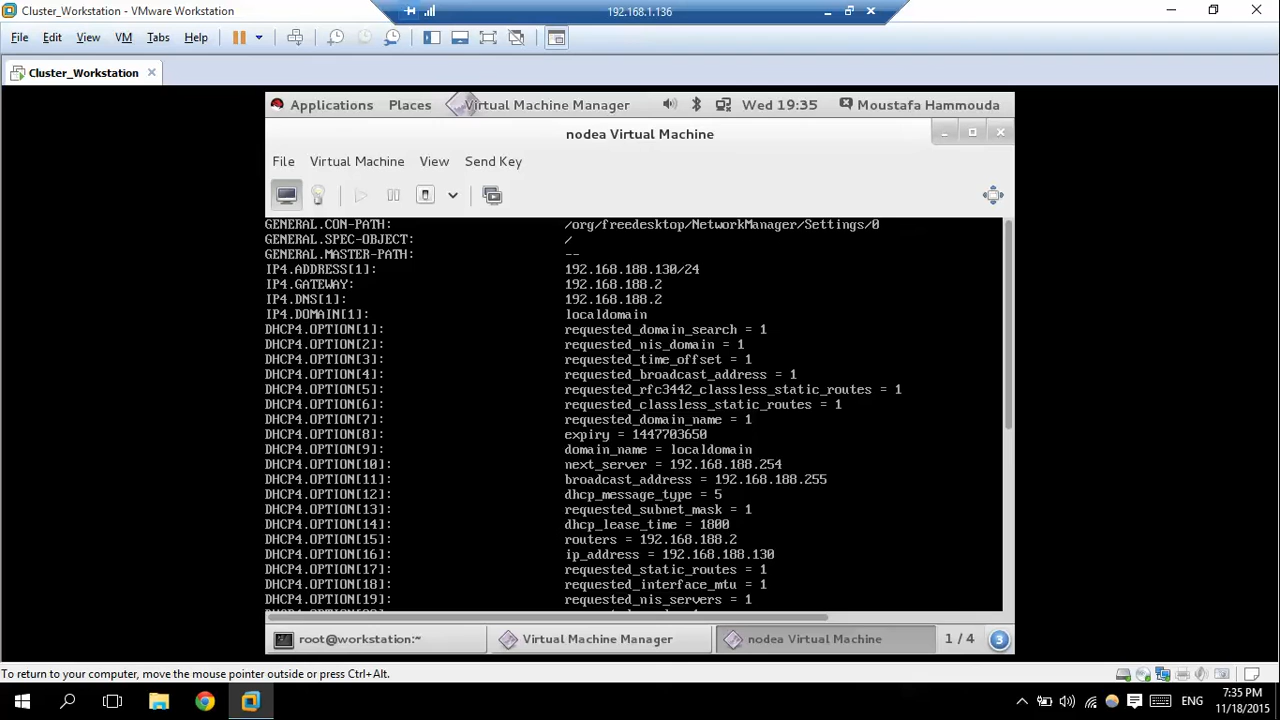 Cluster_Workstation - VMware Workstation
192.168.1.136
File Edit View VM Tabs Help
Cluster_Workstation
Applications Places Virtual Machine Manager Wed 19:35 Moustafa Hammouda
nodea Virtual Machine
File Virtual Machine View Send Key
GENERAL.CON-PATH: /org/freedesktop/NetworkManager/Settings/0
GENERAL.SPEC-OBJECT: /
GENERAL.MASTER-PATH: --
IP4.ADDRESS[1]: 192.168.188.130/24
IP4.GATEWAY: 192.168.188.2
IP4.DNS[1]: 192.168.188.2
IP4.DOMAIN[1]: localdomain
DHCP4.OPTION[1]: requested_domain_search = 1
DHCP4.OPTION[2]: requested_nis_domain = 1
DHCP4.OPTION[3]: requested_time_offset = 1
DHCP4.OPTION[4]: requested_broadcast_address = 1
DHCP4.OPTION[5]: requested_rfc3442_classless_static_routes = 1
DHCP4.OPTION[6]: requested_classless_static_routes = 1
DHCP4.OPTION[7]: requested_domain_name = 1
DHCP4.OPTION[8]: expiry = 1447703650
DHCP4.OPTION[9]: domain_name = localdomain
DHCP4.OPTION[10]: next_server = 192.168.188.254
DHCP4.OPTION[11]: broadcast_address = 192.168.188.255
DHCP4.OPTION[12]: dhcp_message_type = 5
DHCP4.OPTION[13]: requested_subnet_mask = 1
DHCP4.OPTION[14]: dhcp_lease_time = 1800
DHCP4.OPTION[15]: routers = 192.168.188.2
DHCP4.OPTION[16]: ip_address = 192.168.188.130
DHCP4.OPTION[17]: requested_static_routes = 1
DHCP4.OPTION[18]: requested_interface_mtu = 1
DHCP4.OPTION[19]: requested_nis_servers = 1
root@workstation:~ Virtual Machine Manager nodea Virtual Machine 1 / 4 3
To return to your computer, move the mouse pointer outside or press Ctrl+Alt.
ENG 7:35 PM
11/18/2015